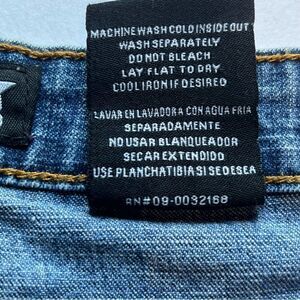 MACHINE WASH COLD INSIDE OUT
WASH SEPARATELY
DO NOT BLEACH
LAY FLAT TO DRY
COOL IRON IF DESIRED
LAVAR EN LAVADORA CON AGUA FRIA
SEPARADAMENTE
NO USAR BLANQUEADOR
SECAR EXTENDIDO
USE PLANCHA TIBIA SI SE DESEA
RN#09-0032168